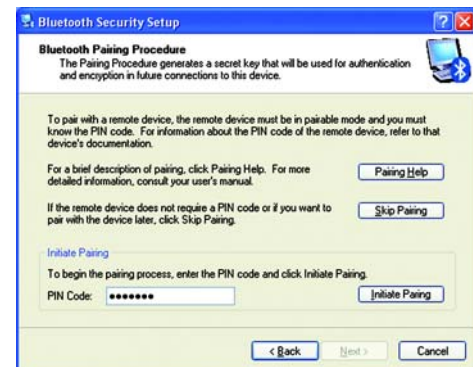 Bluetooth Security Setup
Bluetooth Pairing Procedure
The Pairing Procedure generates a secret key that will be used for authentication
and encryption in future connections to this device.
To pair with a remote device, the remote device must be in pairable mode and you must
know the PIN code. For information about the PIN code of the remote device, refer to that
device's documentation.
For a brief description of pairing, click Pairing Help. For more
detailed information, consult your user's manual.
Pairing Help
If the remote device does not require a PIN code or if you want to
pair with the device later, click Skip Pairing.
Skip Pairing
Initiate Pairing
To begin the pairing process, enter the PIN code and click Initiate Pairing.
PIN Code: •••••••
Initiate Paring
< Back Next > Cancel